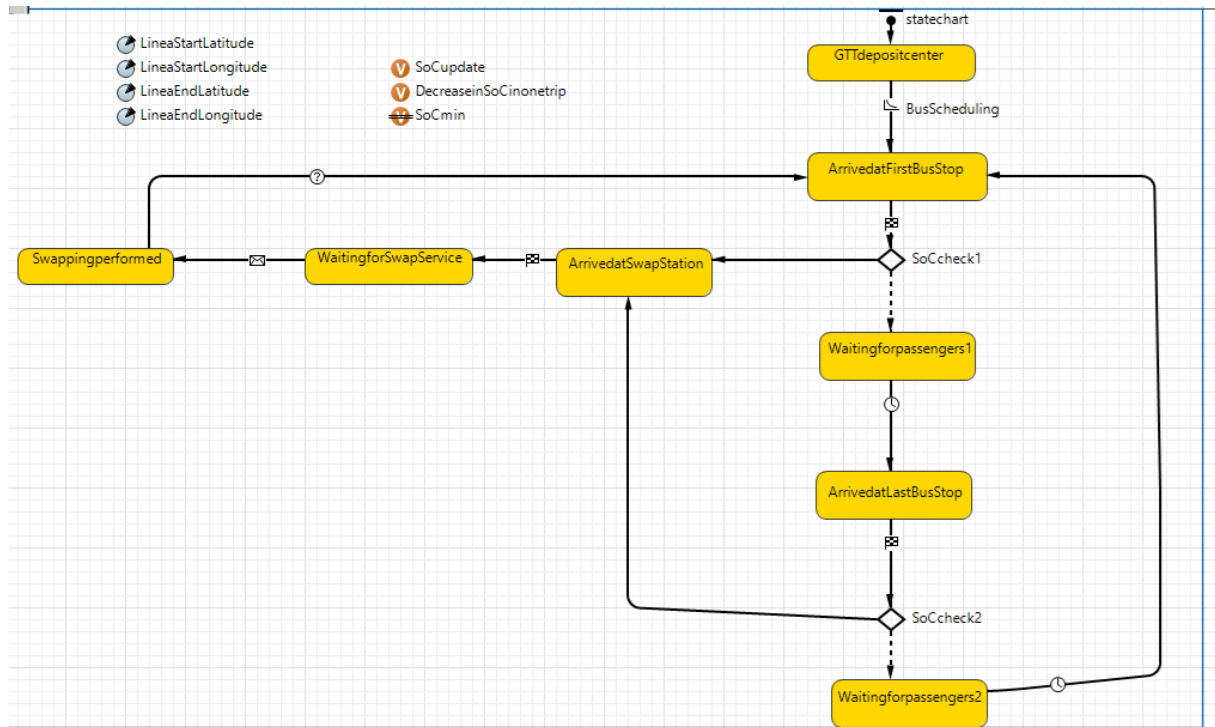 statechart
LineaStartLatitude
GTTdepositcenter
LineaStartLongitude
SoCupdate
LineaEndLatitude
DecreaseinSoCinonetrip
LineaEndLongitude
SoCmin
BusScheduling
ArrivedatFirstBusStop
Swappingperformed
WaitingforSwapService
ArrivedatSwapStation
SoCcheck1
Waitingforpassengers1
ArrivedatLastBusStop
SoCcheck2
Waitingforpassengers2